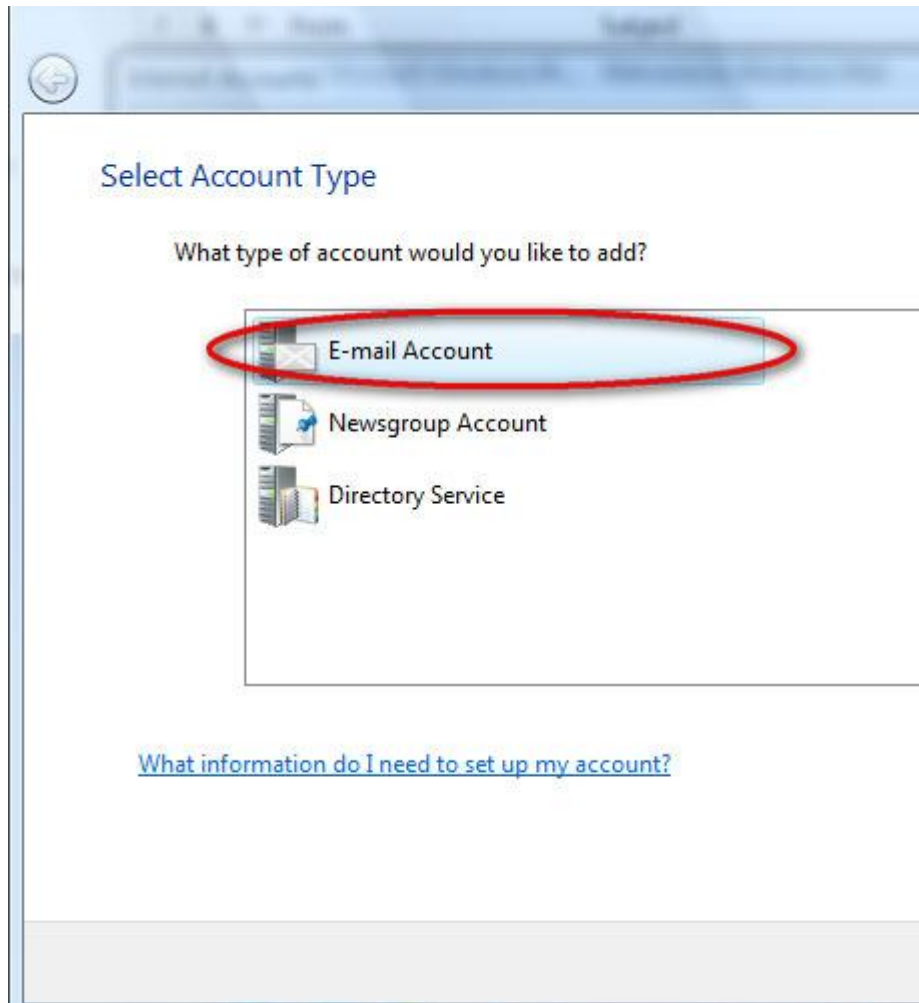 Select Account Type
What type of account would you like to add?
E-mail Account
Newsgroup Account
Directory Service
What information do I need to set up my account?